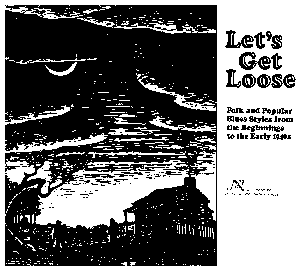 Let's
Get
Loose
Folk and Popular
Blues Styles from
the Beginnings
to the Early 1940s